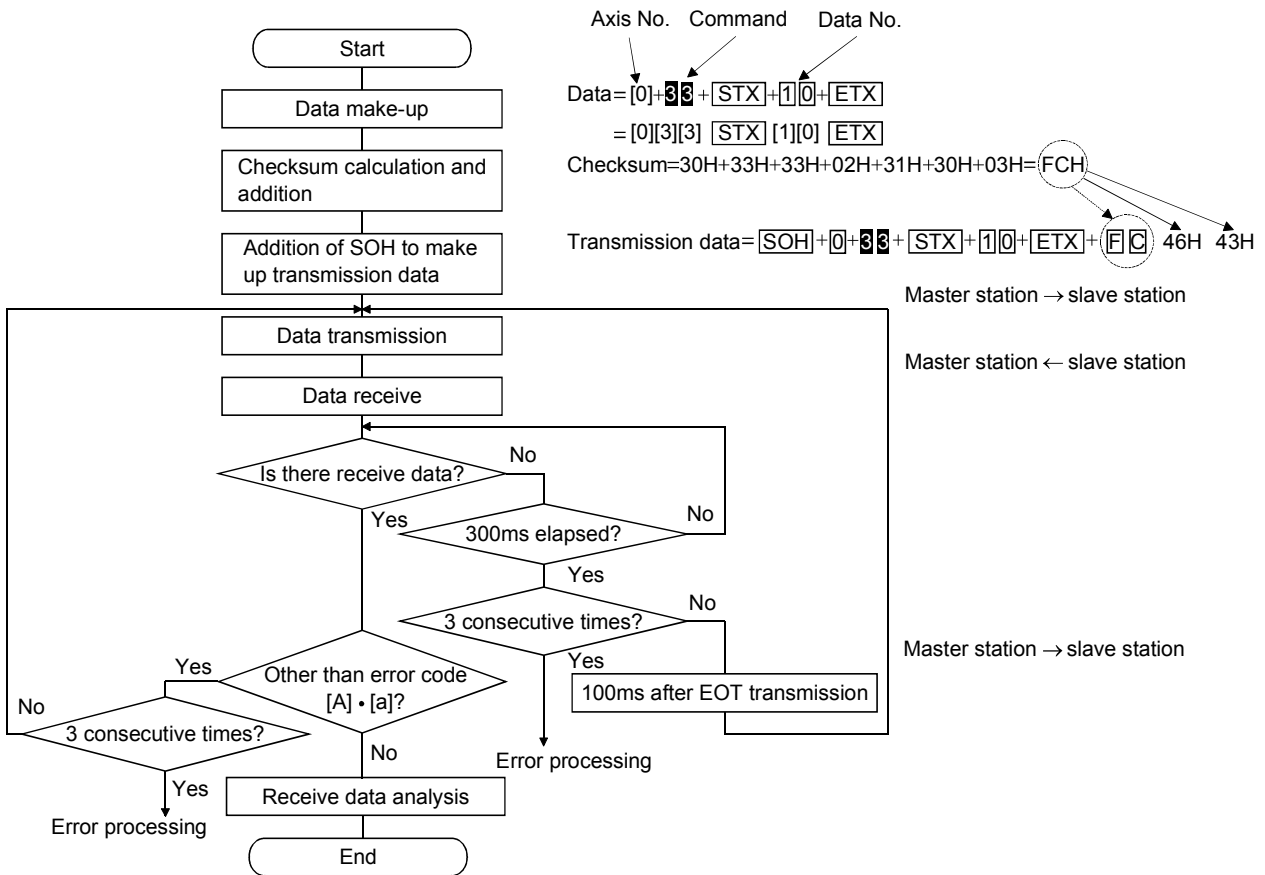 Axis No. Command Data No.
Start
Data=[0]+33+STX+10+ETX
Data make-up
=[0][3][3] STX [1][0] ETX
Checksum calculation and
addition
Checksum=30H+33H+33H+02H+31H+30H+03H=FCH
Addition of SOH to make
up transmission data
Transmission data=SOH+0+33+STX+10+ETX+FC 46H 43H
Master station → slave station
Data transmission
Master station ← slave station
Data receive
Is there receive data?
No
Yes
300ms elapsed?
No
Yes
3 consecutive times?
No
Yes
100ms after EOT transmission
Master station → slave station
Error processing
Other than error code
[A] • [a]?
Yes
No
3 consecutive times?
No
Yes
Error processing
Receive data analysis
End